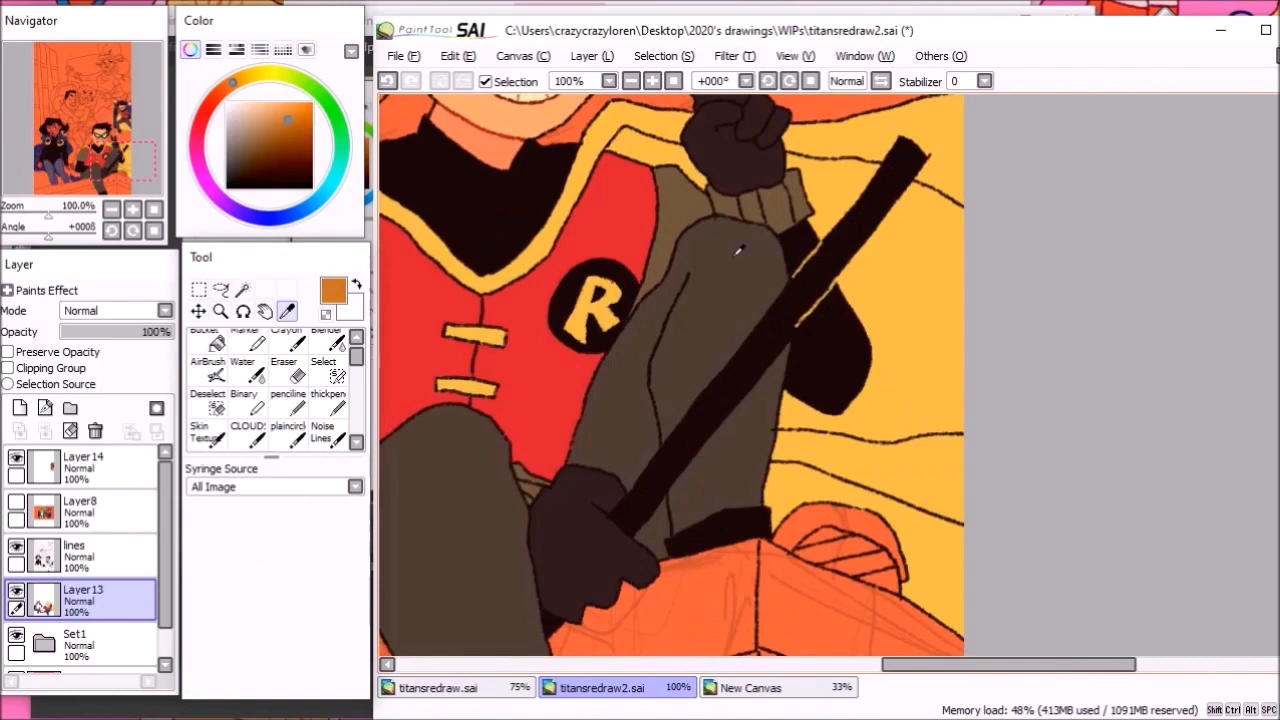 Navigator
Zoom 100.0%
Angle +0008
Layer
Paints Effect
Mode Normal
Opacity 100%
Preserve Opacity
Clipping Group
Selection Source
Layer14
Normal
100%
Layer8
Normal
100%
lines
Normal
100%
Layer13
Normal
100%
Set1
Normal
100%
Color
Tool
Bucket Marker Crayon Blender
AirBrush Water Eraser Select
Deselect Binary pencilline thickpen
Skin Textu CLOUD! plaincircl Noise Lines
Syringe Source
All Image
PaintTool SAI C:\Users\crazycrazyloren\Desktop\2020's drawings\WIPs\titansredraw2.sai (*)
File (F) Edit (E) Canvas (C) Layer (L) Selection (S) Filter (T) View (V) Window (W) Others (O)
Selection 100% +000° Normal Stabilizer 0
R
titansredraw.sai 75% titansredraw2.sai 100% New Canvas 33%
Memory load: 48% (413MB used / 1091MB reserved) Shift Ctrl Alt SPC